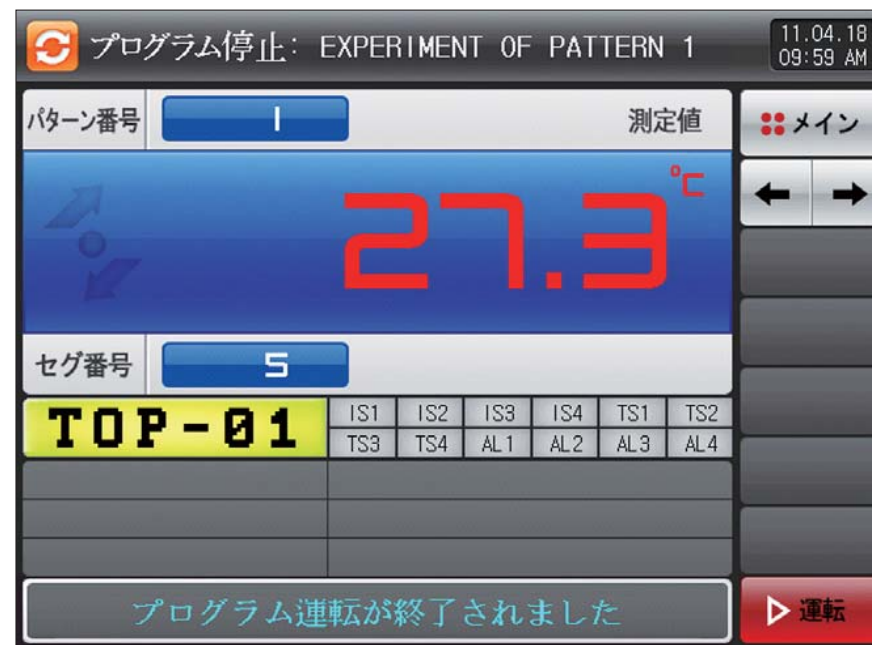 プログラム停止: EXPERIMENT OF PATTERN 1
11.04.18
09:59 AM
パターン番号 1 測定値
メイン
27.3 ℃
セグ番号 5
TOP-01
IS1 IS2 IS3 IS4 TS1 TS2
TS3 TS4 AL1 AL2 AL3 AL4
プログラム運転が終了されました
運転